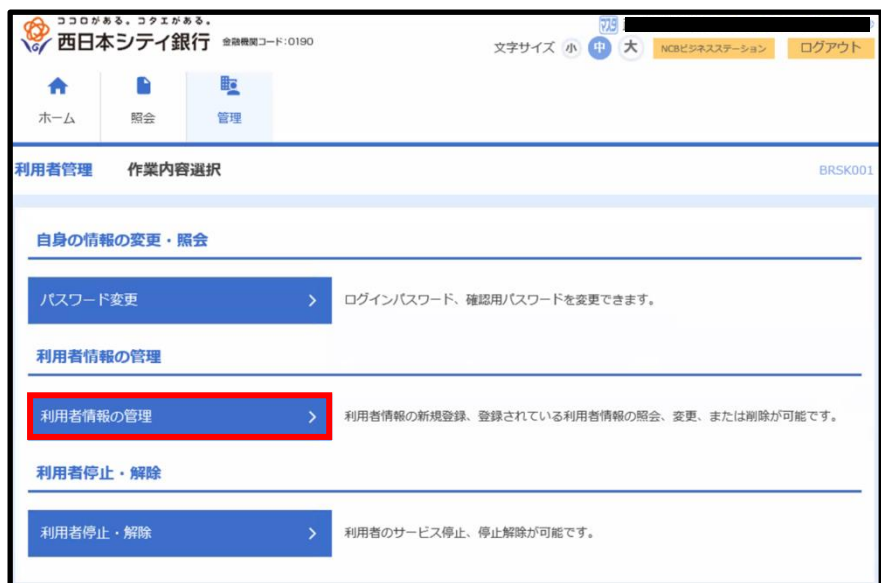 ココロがある。コタエがある。
西日本シティ銀行 金融機関コード:0190
文字サイズ 小 中 大 NCBビジネスステーション ログアウト
ホーム 照会 管理
利用者管理 作業内容選択 BRSK001
自身の情報の変更・照会
パスワード変更 ログインパスワード、確認用パスワードを変更できます。
利用者情報の管理
利用者情報の管理 利用者情報の新規登録、登録されている利用者情報の照会、変更、または削除が可能です。
利用者停止・解除
利用者停止・解除 利用者のサービス停止、停止解除が可能です。